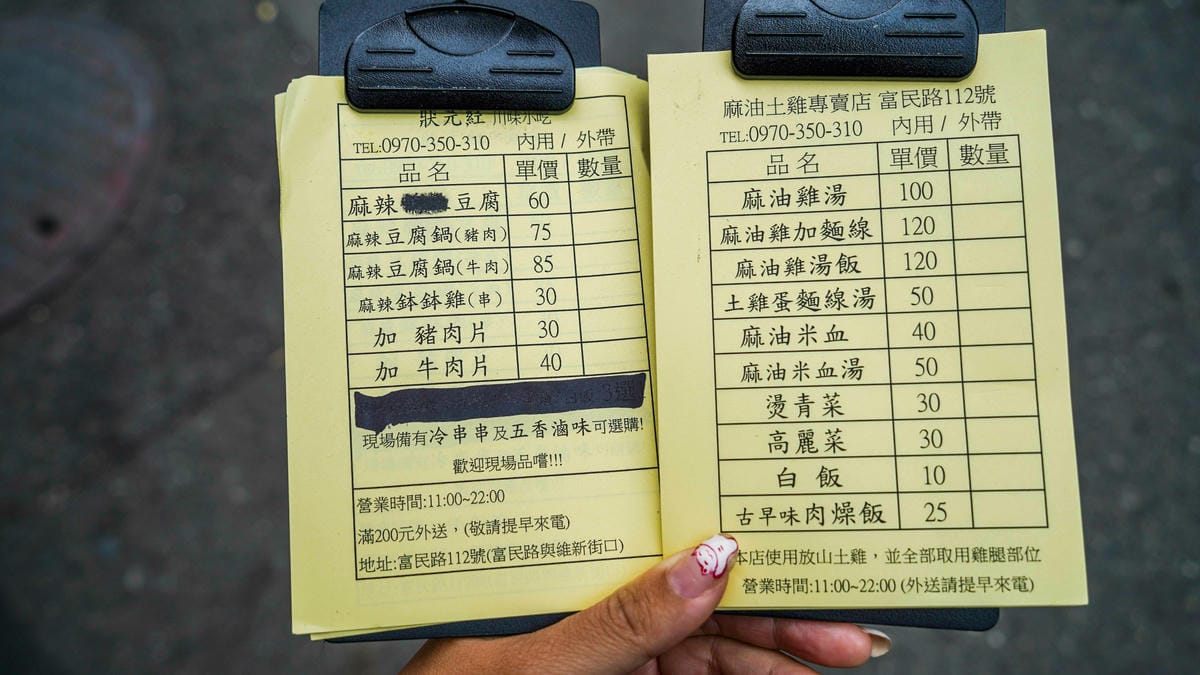 狀元紅 川味小吃
TEL:0970-350-310 內用 / 外帶
品名 單價 數量
麻辣 豆腐 60
麻辣豆腐鍋(豬肉) 75
麻辣豆腐鍋(牛肉) 85
麻辣鉢鉢雞(串) 30
加 豬肉片 30
加 牛肉片 40
3選
現場備有冷串串及五香滷味可選購!
歡迎現場品嚐!!!
營業時間:11:00~22:00
滿200元外送，(敬請提早來電)
地址:富民路112號(富民路與維新街口)
麻油土雞專賣店 富民路112號
TEL:0970-350-310 內用 / 外帶
品名 單價 數量
麻油雞湯 100
麻油雞加麵線 120
麻油雞湯飯 120
土雞蛋麵線湯 50
麻油米血 40
麻油米血湯 50
燙青菜 30
高麗菜 30
白 飯 10
古早味肉燥飯 25
本店使用放山土雞，並全部取用雞腿部位
營業時間:11:00~22:00 (外送請提早來電)